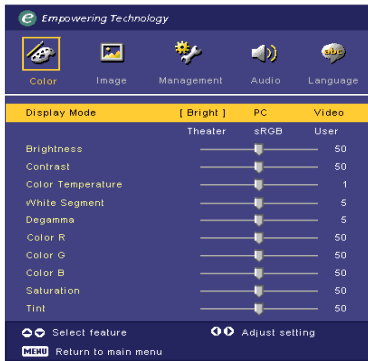 e Empowering Technology
Color Image Management Audio abc Language
Display Mode [ Bright ] PC Video
Theater sRGB User
Brightness 50
Contrast 50
Color Temperature 1
White Segment 5
Degamma 5
Color R 50
Color G 50
Color B 50
Saturation 50
Tint 50
Select feature Adjust setting
MENU Return to main menu